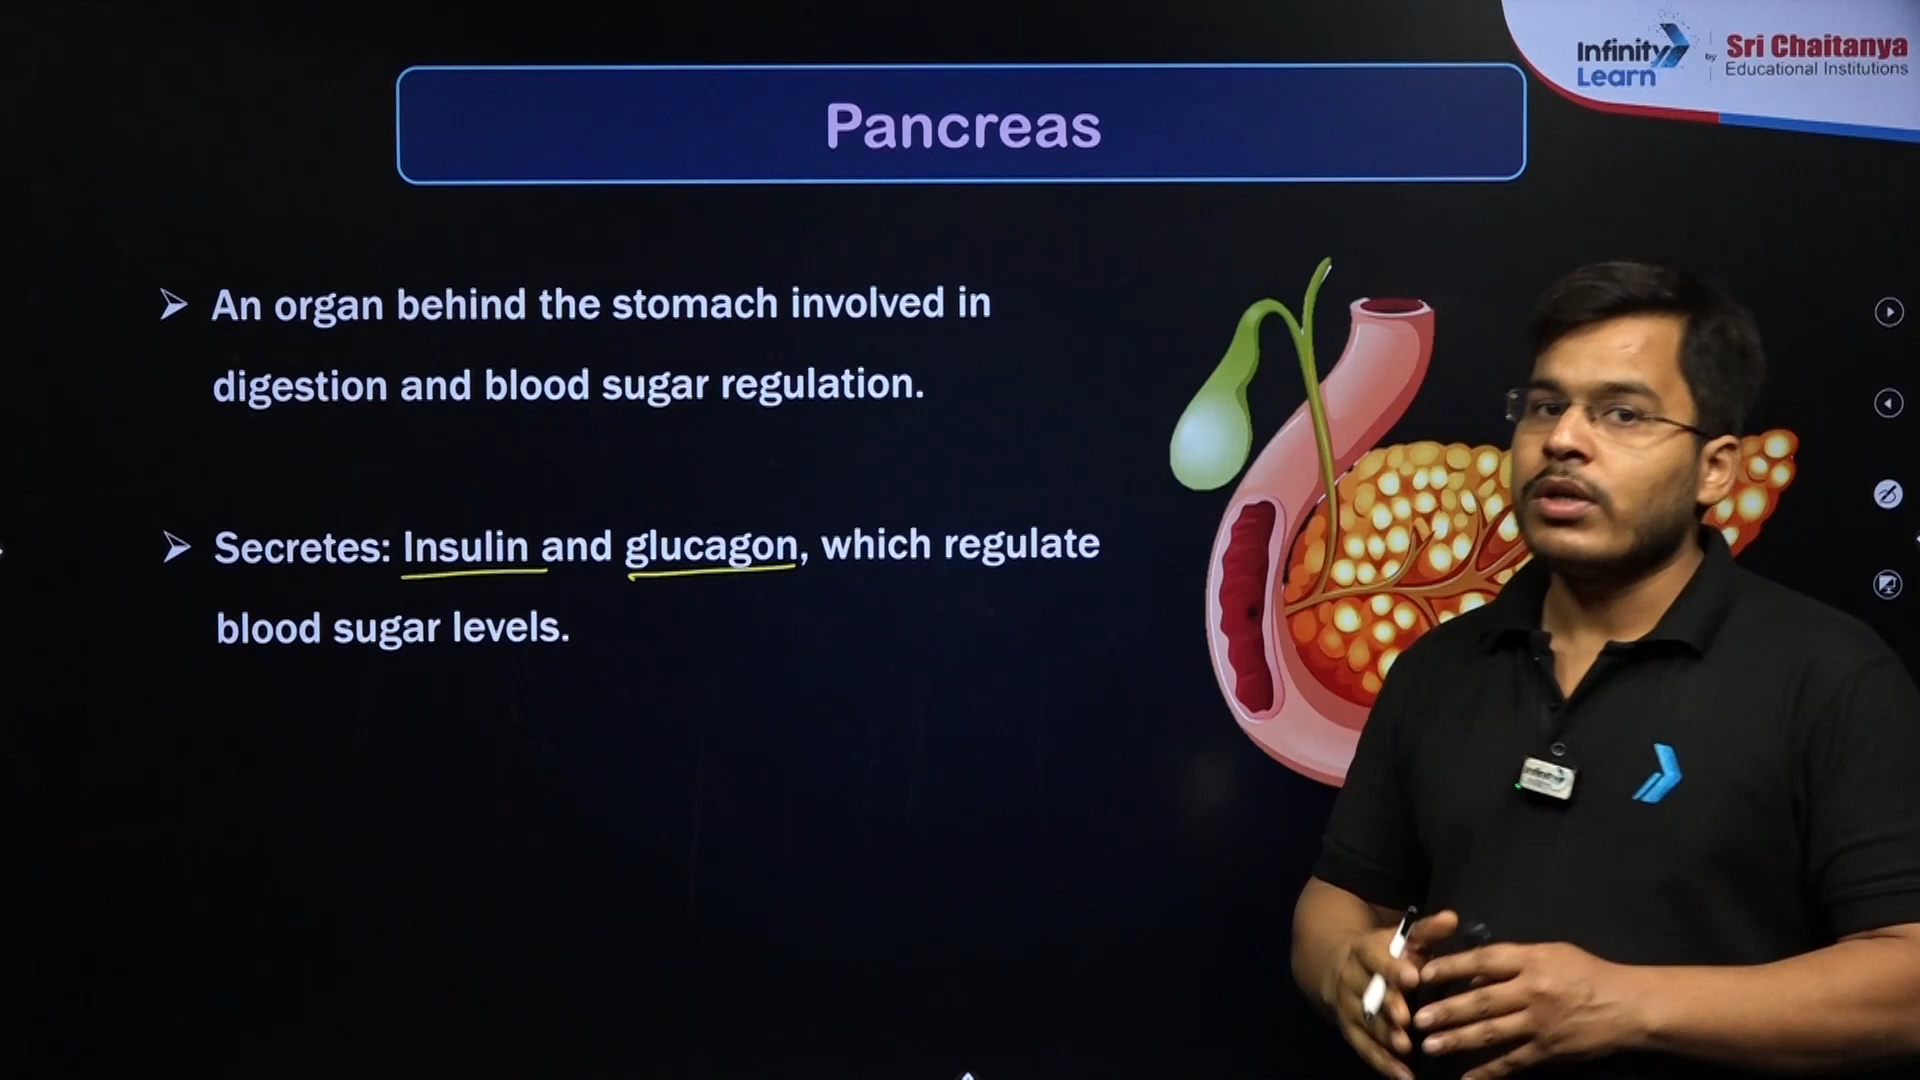 Infinity Learn
by
Sri Chaitanya
Educational Institutions
Pancreas
An organ behind the stomach involved in
digestion and blood sugar regulation.
Secretes: Insulin and glucagon, which regulate
blood sugar levels.